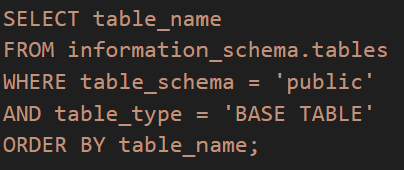 SELECT table_name
FROM information_schema.tables
WHERE table_schema = 'public'
AND table_type = 'BASE TABLE'
ORDER BY table_name;